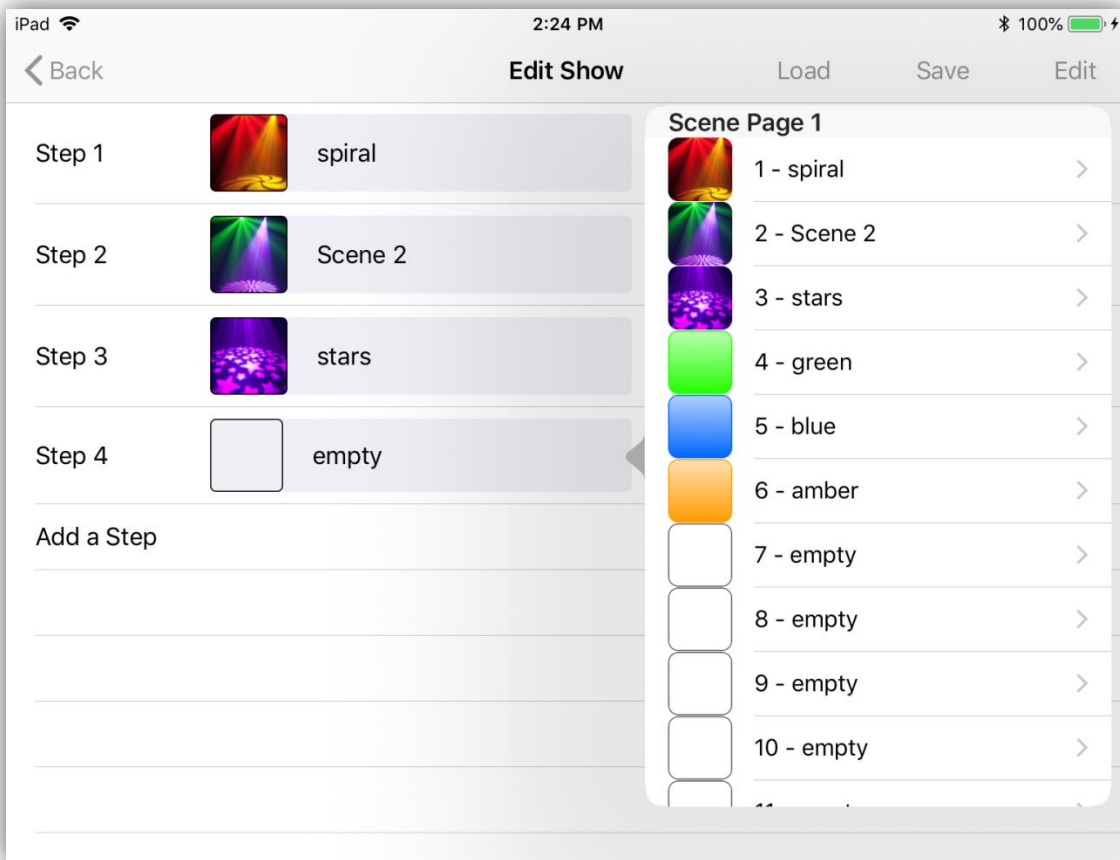 iPad 2:24 PM 100%
Back Edit Show Load Save Edit
Step 1 spiral
Step 2 Scene 2
Step 3 stars
Step 4 empty
Add a Step
Scene Page 1
1 - spiral
2 - Scene 2
3 - stars
4 - green
5 - blue
6 - amber
7 - empty
8 - empty
9 - empty
10 - empty